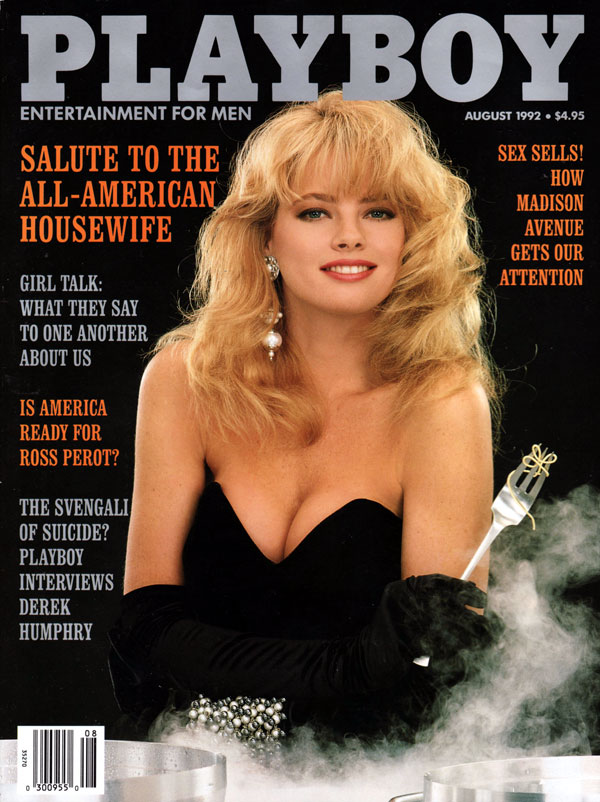 PLAYBOY
ENTERTAINMENT FOR MEN
AUGUST 1992 • $4.95
SALUTE TO THE
ALL-AMERICAN
HOUSEWIFE
GIRL TALK:
WHAT THEY SAY
TO ONE ANOTHER
ABOUT US
IS AMERICA
READY FOR
ROSS PEROT?
THE SVENGALI
OF SUICIDE?
PLAYBOY
INTERVIEWS
DEREK
HUMPHRY
SEX SELLS!
HOW
MADISON
AVENUE
GETS OUR
ATTENTION
08
35270
0 300955 0